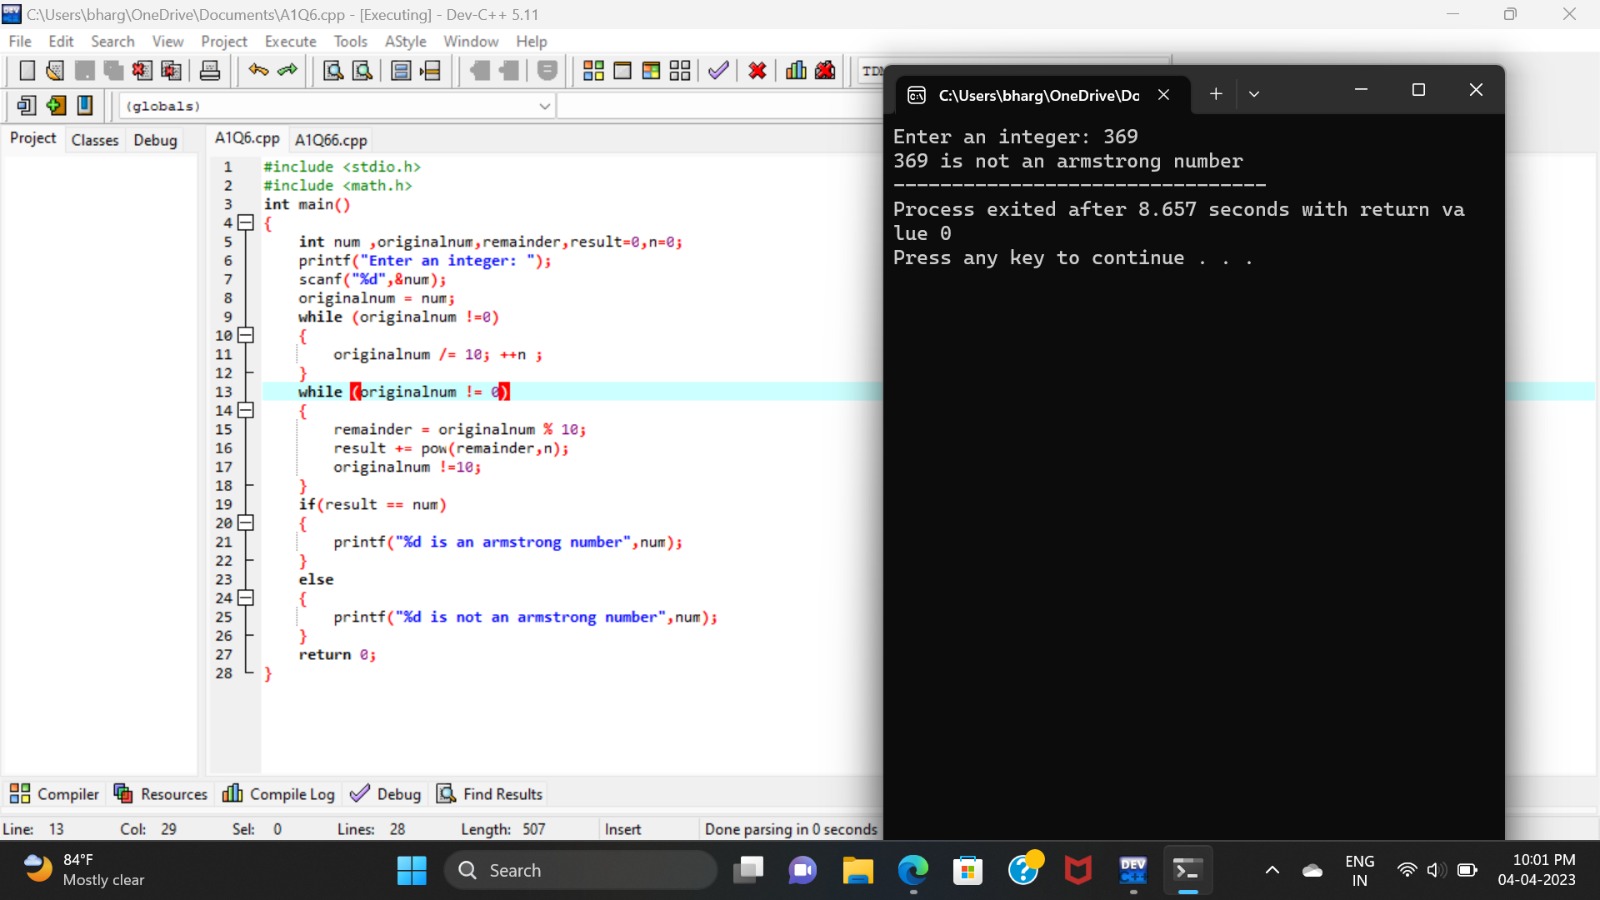 C:\Users\bharg\OneDrive\Documents\A1Q6.cpp - [Executing] - Dev-C++ 5.11
File Edit Search View Project Execute Tools AStyle Window Help
(globals)
Project Classes Debug
A1Q6.cpp A1Q66.cpp
1 #include <stdio.h>
2 #include <math.h>
3 int main()
4 {
5 int num ,originalnum,remainder,result=0,n=0;
6 printf("Enter an integer: ");
7 scanf("%d",&num);
8 originalnum = num;
9 while (originalnum !=0)
10 {
11 originalnum /= 10; ++n ;
12 }
13 while (originalnum != 0)
14 {
15 remainder = originalnum % 10;
16 result += pow(remainder,n);
17 originalnum !=10;
18 }
19 if(result == num)
20 {
21 printf("%d is an armstrong number",num);
22 }
23 else
24 {
25 printf("%d is not an armstrong number",num);
26 }
27 return 0;
28 }
C:\Users\bharg\OneDrive\Dc
Enter an integer: 369
369 is not an armstrong number
--------------------------------
Process exited after 8.657 seconds with return va
lue 0
Press any key to continue . . .
Compiler Resources Compile Log Debug Find Results
Line: 13 Col: 29 Sel: 0 Lines: 28 Length: 507 Insert Done parsing in 0 seconds
84°F
Mostly clear
Search
DEV
ENG
IN
10:01 PM
04-04-2023